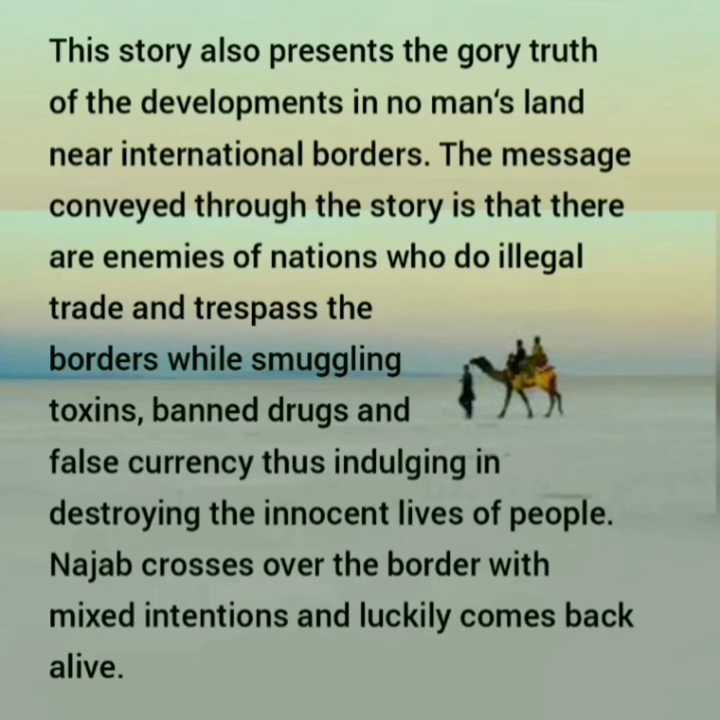 This story also presents the gory truth
of the developments in no man‘s land
near international borders. The message
conveyed through the story is that there
are enemies of nations who do illegal
trade and trespass the
borders while smuggling
toxins, banned drugs and
false currency thus indulging in
destroying the innocent lives of people.
Najab crosses over the border with
mixed intentions and luckily comes back
alive.